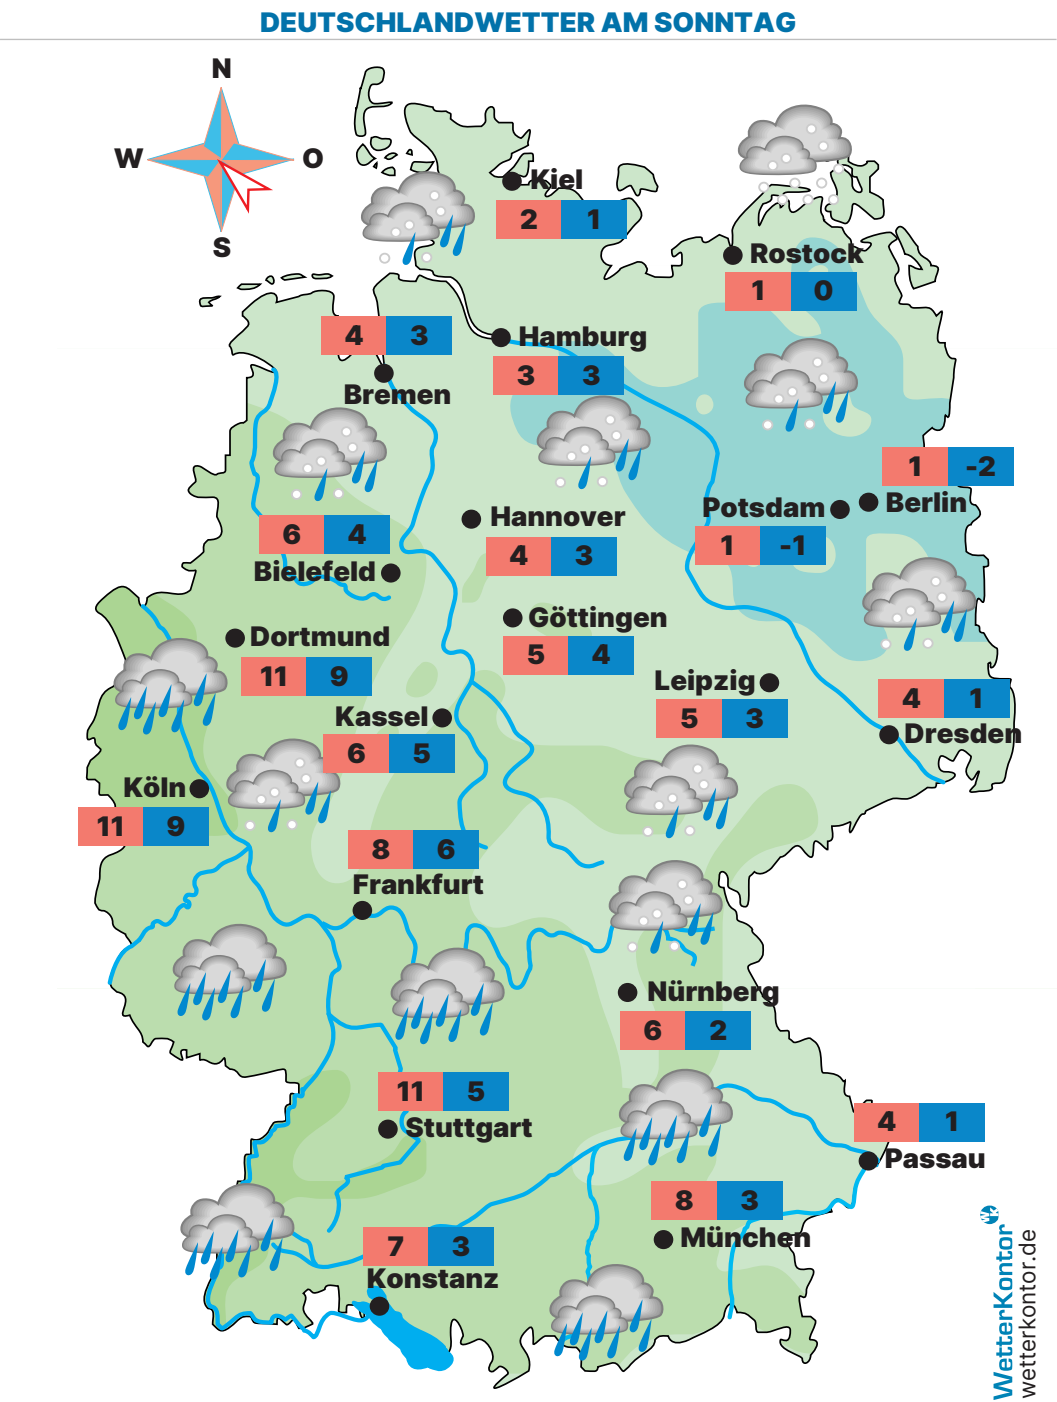 DEUTSCHLANDWETTER AM SONNTAG
N
W
O
S
Kiel
2 1
Rostock
1 0
4 3
Bremen
Hamburg
3 3
1 -2
Berlin
Potsdam
1 -1
Hannover
4 3
6 4
Bielefeld
Göttingen
5 4
Dortmund
11 9
Leipzig
5 3
4 1
Dresden
Kassel
6 5
Köln
11 9
8 6
Frankfurt
Nürnberg
6 2
11 5
Stuttgart
4 1
Passau
8 3
München
7 3
Konstanz
WetterKontor
wetterkontor.de